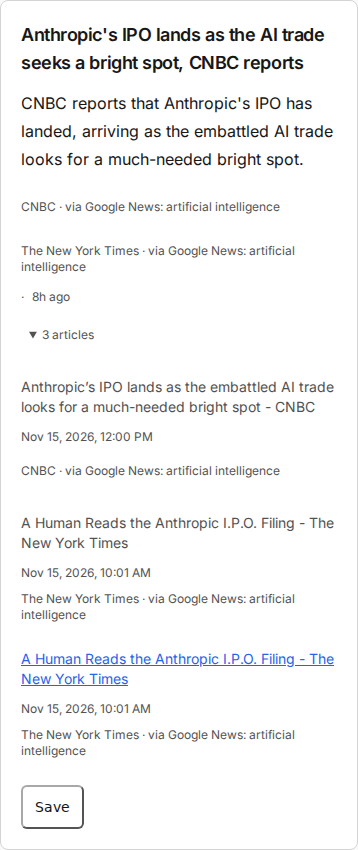 Anthropic's IPO lands as the AI trade
seeks a bright spot, CNBC reports
CNBC reports that Anthropic's IPO has
landed, arriving as the embattled AI trade
looks for a much-needed bright spot.
CNBC · via Google News: artificial intelligence
The New York Times · via Google News: artificial
intelligence
· 8h ago
▼ 3 articles
Anthropic’s IPO lands as the embattled AI trade
looks for a much-needed bright spot - CNBC
Nov 15, 2026, 12:00 PM
CNBC · via Google News: artificial intelligence
A Human Reads the Anthropic I.P.O. Filing - The
New York Times
Nov 15, 2026, 10:01 AM
The New York Times · via Google News: artificial
intelligence
A Human Reads the Anthropic I.P.O. Filing - The
New York Times
Nov 15, 2026, 10:01 AM
The New York Times · via Google News: artificial
intelligence
Save